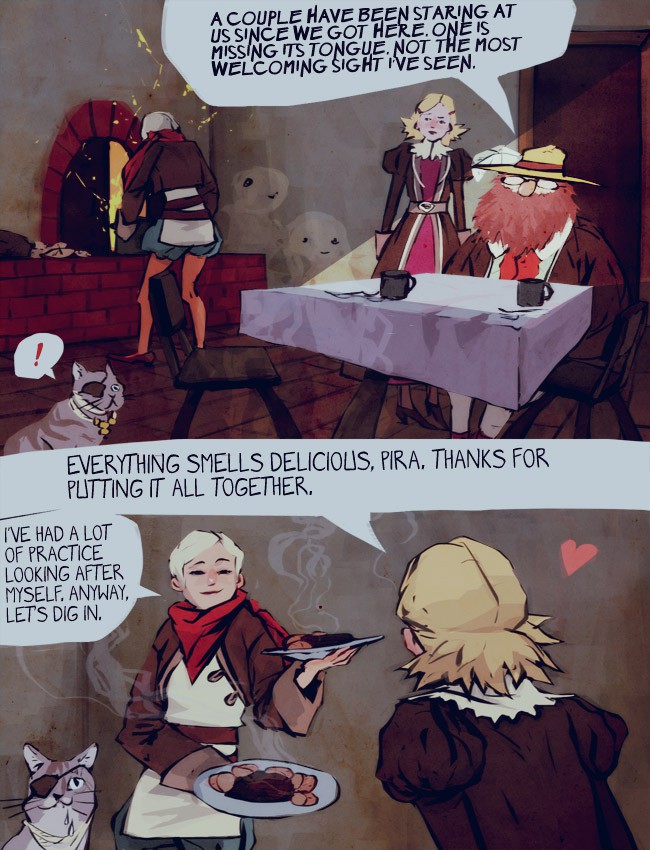 A COUPLE HAVE BEEN STARING AT
US SINCE WE GOT HERE. ONE IS
MISSING ITS TONGUE. NOT THE MOST
WELCOMING SIGHT I'VE SEEN.
!
EVERYTHING SMELLS DELICIOUS, PIRA. THANKS FOR
PUTTING IT ALL TOGETHER.
I'VE HAD A LOT
OF PRACTICE
LOOKING AFTER
MYSELF. ANYWAY,
LET'S DIG IN.